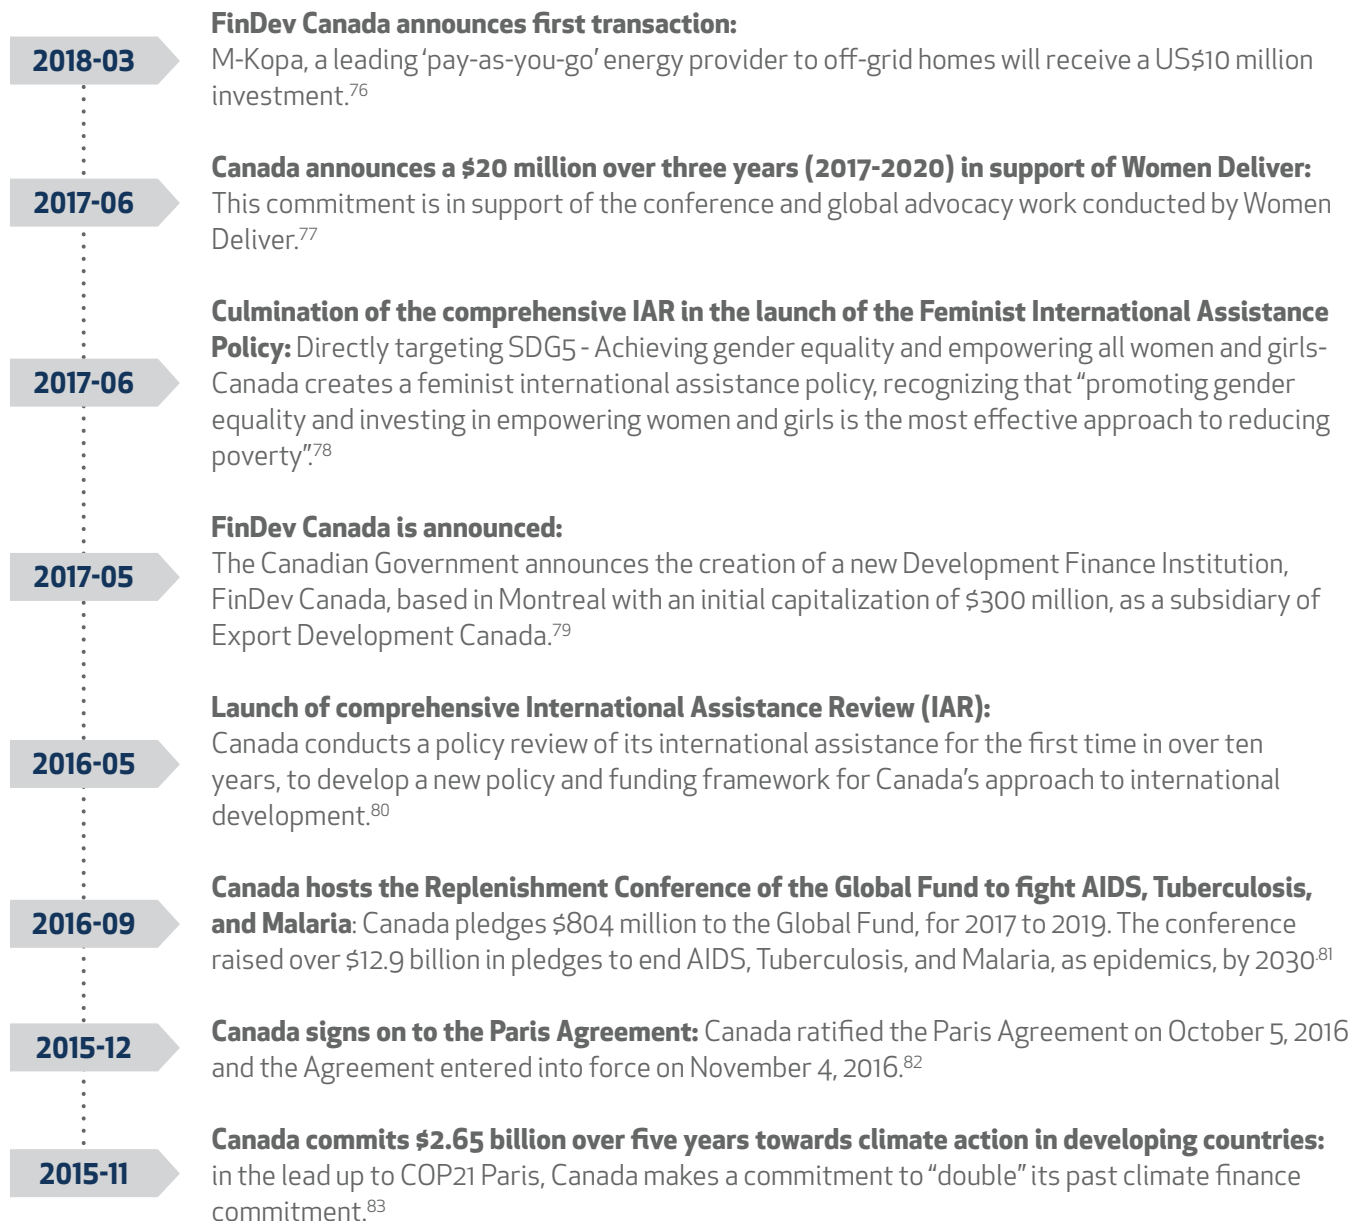 FinDev Canada announces first transaction:
2018-03
M-Kopa, a leading ‘pay-as-you-go’ energy provider to off-grid homes will receive a US$10 million
investment.76
Canada announces a $20 million over three years (2017-2020) in support of Women Deliver:
2017-06
This commitment is in support of the conference and global advocacy work conducted by Women
Deliver.77
Culmination of the comprehensive IAR in the launch of the Feminist International Assistance
Policy: Directly targeting SDG5 - Achieving gender equality and empowering all women and girls-
2017-06
Canada creates a feminist international assistance policy, recognizing that “promoting gender
equality and investing in empowering women and girls is the most effective approach to reducing
poverty”.78
FinDev Canada is announced:
2017-05
The Canadian Government announces the creation of a new Development Finance Institution,
FinDev Canada, based in Montreal with an initial capitalization of $300 million, as a subsidiary of
Export Development Canada.79
Launch of comprehensive International Assistance Review (IAR):
2016-05
Canada conducts a policy review of its international assistance for the first time in over ten
years, to develop a new policy and funding framework for Canada’s approach to international
development.80
Canada hosts the Replenishment Conference of the Global Fund to fight AIDS, Tuberculosis,
2016-09
and Malaria: Canada pledges $804 million to the Global Fund, for 2017 to 2019. The conference
raised over $12.9 billion in pledges to end AIDS, Tuberculosis, and Malaria, as epidemics, by 2030.81
2015-12
Canada signs on to the Paris Agreement: Canada ratified the Paris Agreement on October 5, 2016
and the Agreement entered into force on November 4, 2016.82
Canada commits $2.65 billion over five years towards climate action in developing countries:
2015-11
in the lead up to COP21 Paris, Canada makes a commitment to “double” its past climate finance
commitment.83